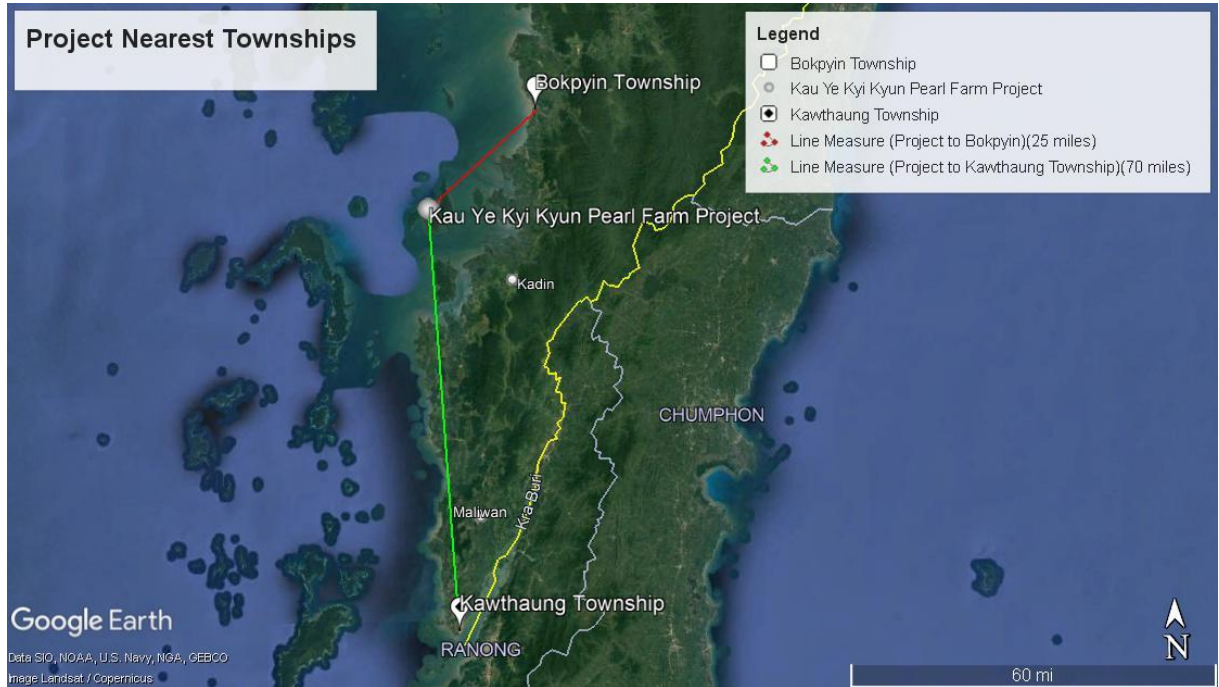 Project Nearest Townships
Legend
Bokpyin Township
Kau Ye Kyi Kyun Pearl Farm Project
Kawthaung Township
Line Measure (Project to Bokpyin)(25 miles)
Line Measure (Project to Kawthaung Township)(70 miles)
Bokpyin Township
Kau Ye Kyi Kyun Pearl Farm Project
Kadin
CHUMPHON
Kra Buri
Maliwan
Kawthaung Township
RANONG
Google Earth
Data SIO, NOAA, U.S. Navy, NGA, GEBCO
Image Landsat / Copernicus
N
60 mi